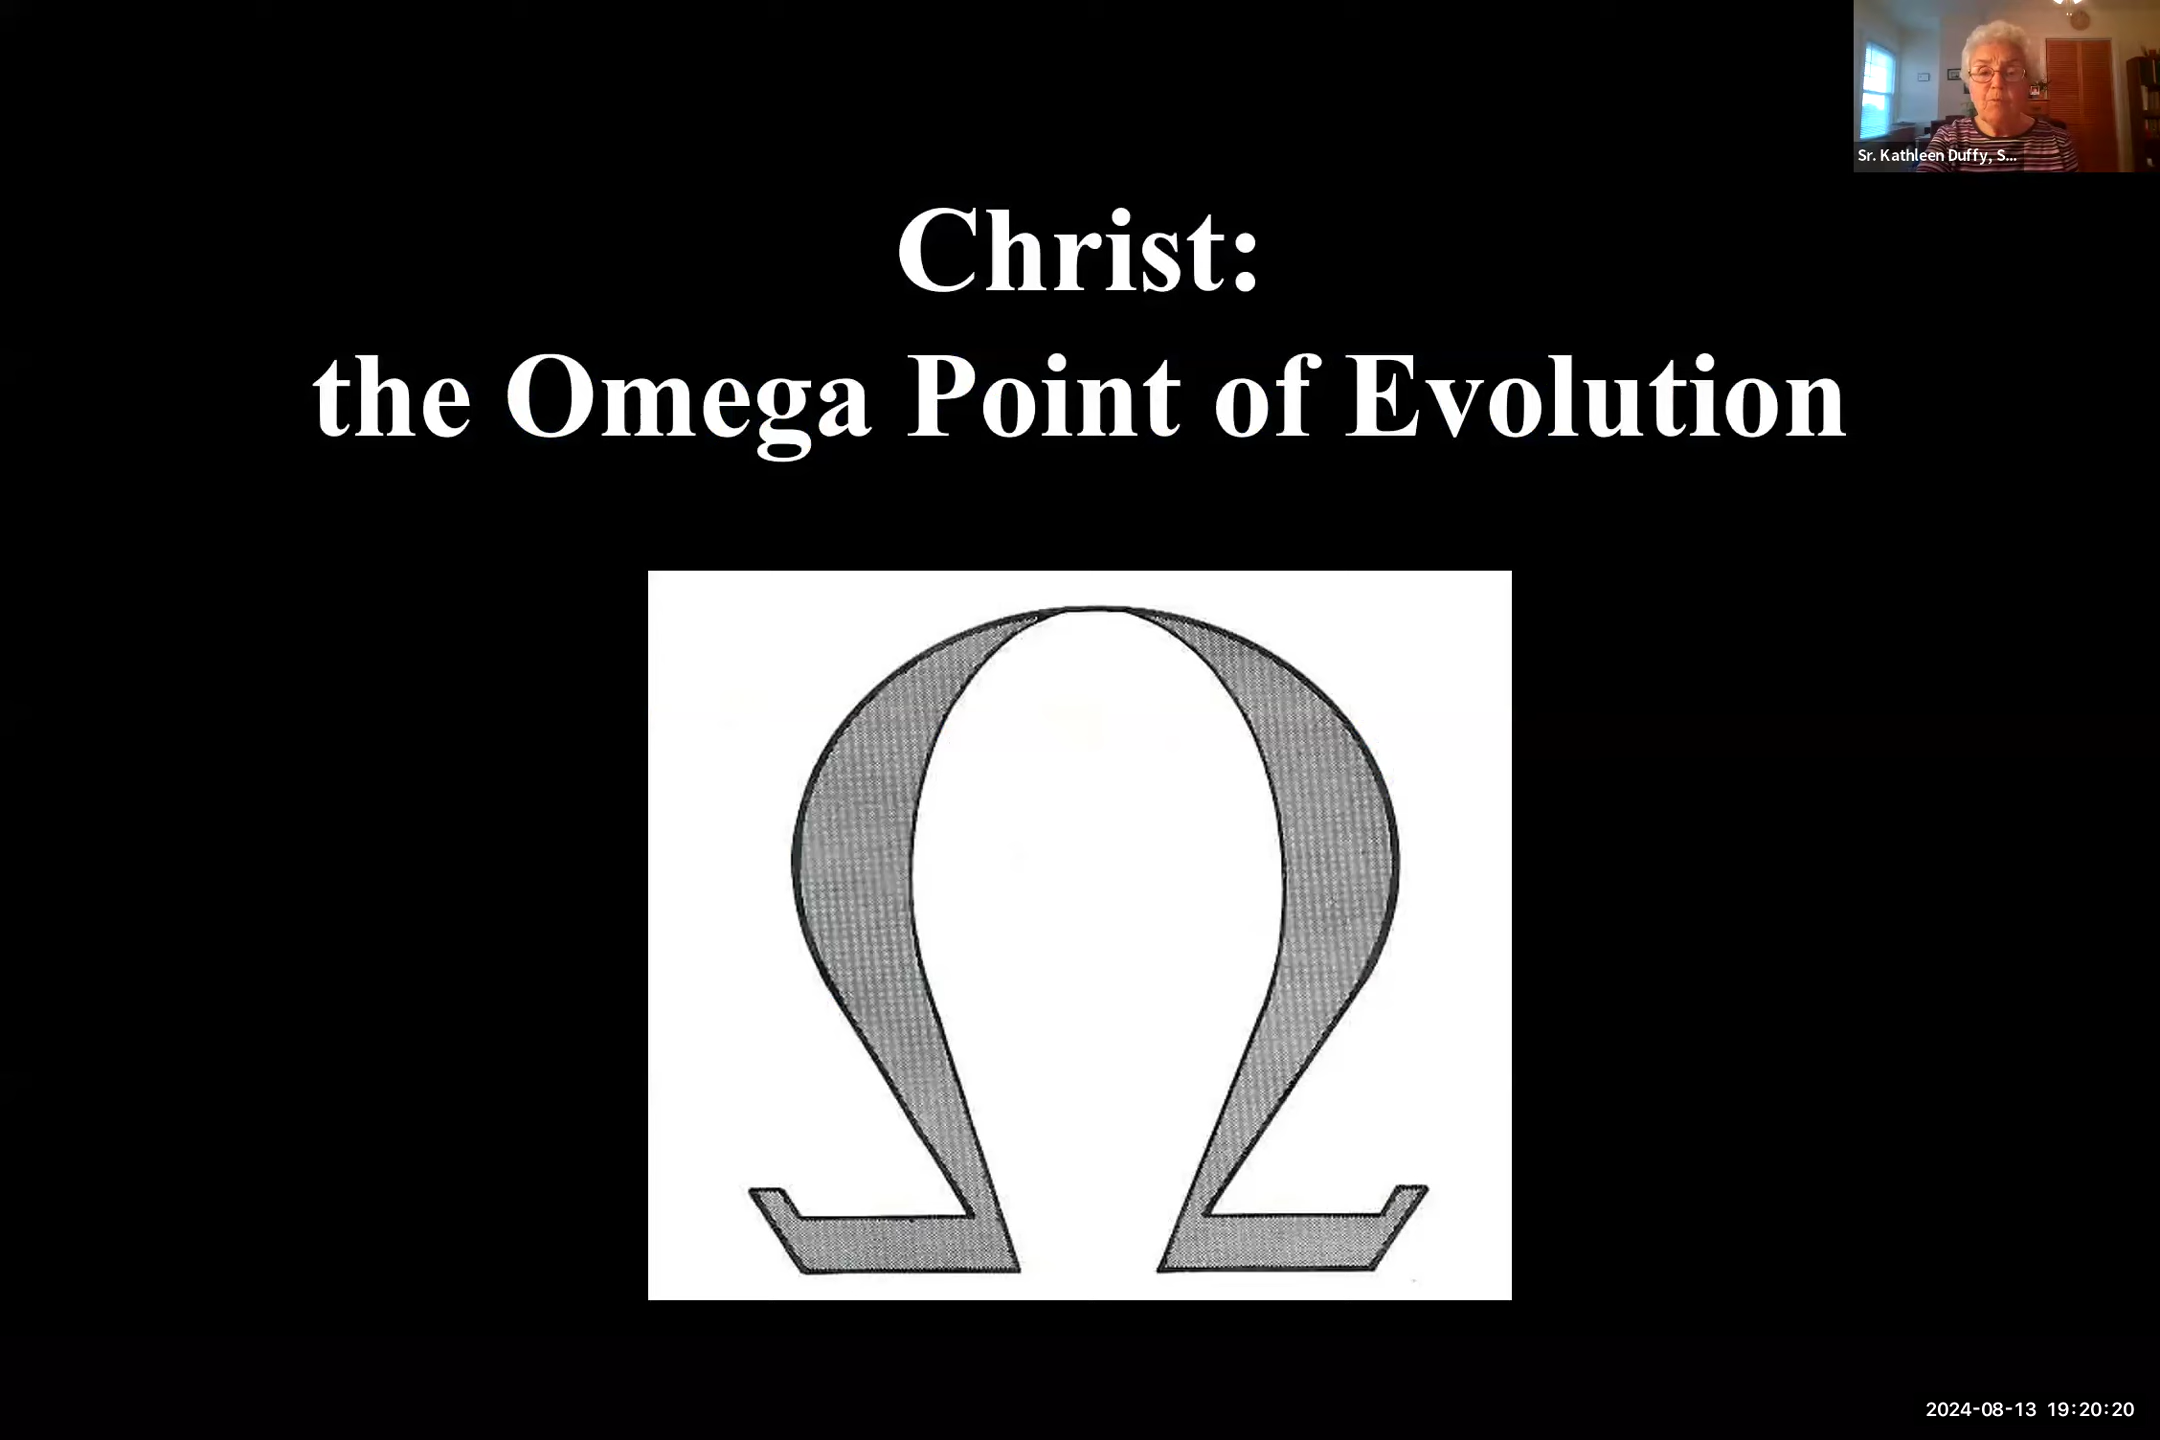 Sr. Kathleen Duffy, S...
Christ:
the Omega Point of Evolution
Ω
2024-08-13 19:20:20